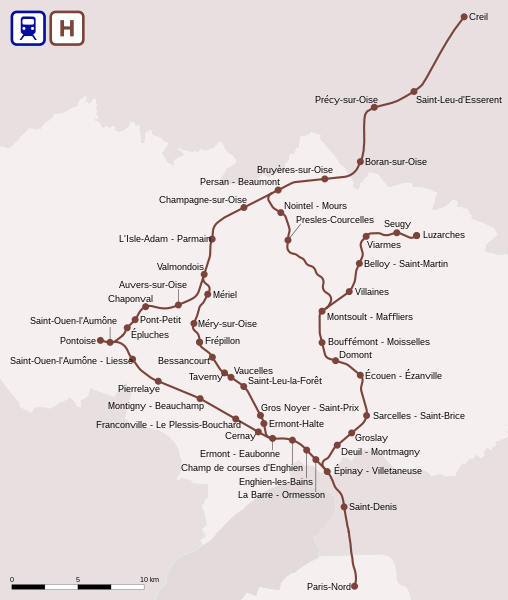 H
Creil
Précy-sur-Oise
Saint-Leu-d'Esserent
Boran-sur-Oise
Bruyères-sur-Oise
Persan - Beaumont
Champagne-sur-Oise
Nointel - Mours
Presles-Courcelles
Seugy
Luzarches
L'Isle-Adam - Parmain
Viarmes
Valmondois
Belloy - Saint-Martin
Auvers-sur-Oise
Villaines
Mériel
Chaponval
Saint-Ouen-l'Aumône
Pont-Petit
Montsoult - Maffliers
Méry-sur-Oise
Épluches
Pontoise
Frépillon
Bouffémont - Moisselles
Saint-Ouen-l'Aumône - Liesse
Bessancourt
Domont
Vaucelles
Taverny
Écouen - Ézanville
Saint-Leu-la-Forêt
Pierrelaye
Montigny - Beauchamp
Gros Noyer - Saint-Prix
Sarcelles - Saint-Brice
Franconville - Le Plessis-Bouchard
Ermont-Halte
Cernay
Groslay
Ermont - Eaubonne
Deuil - Montmagny
Champ de courses d'Enghien
Épinay - Villetaneuse
Enghien-les-Bains
La Barre - Ormesson
Saint-Denis
0 5 10 km
Paris-Nord